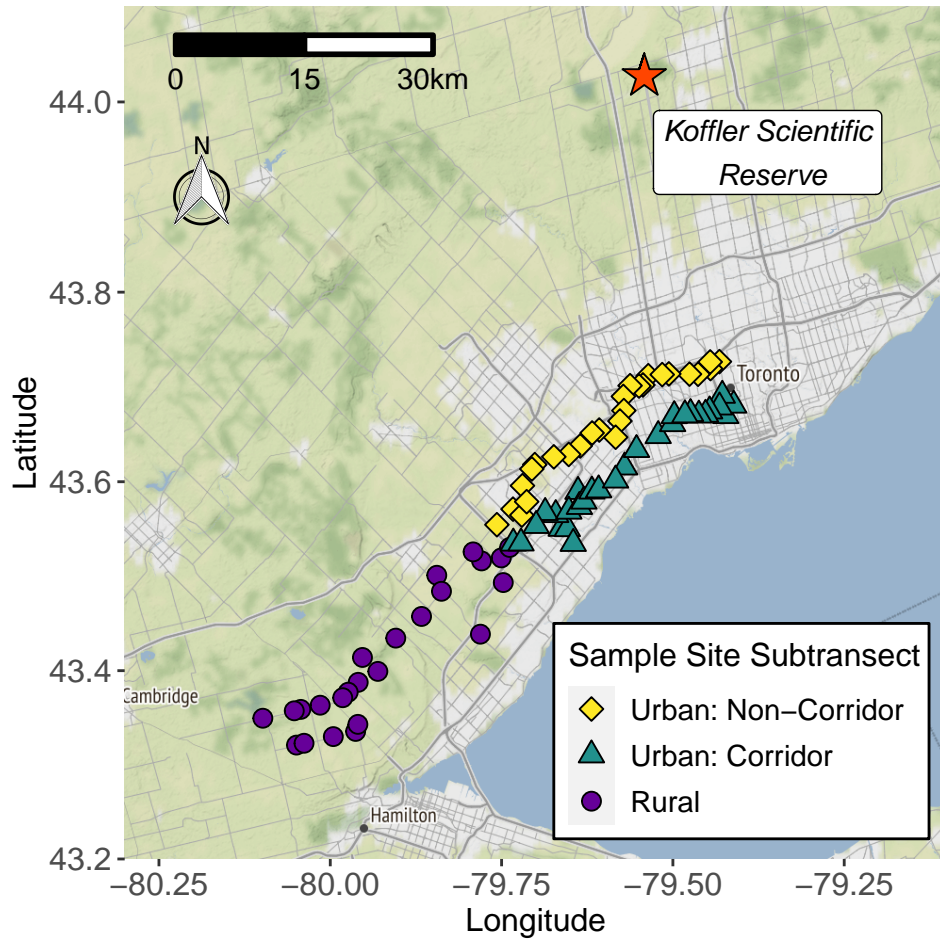 0 15 30km
N
Koffler Scientific
Reserve
44.0
43.8
43.6
43.4
43.2
Latitude
Toronto
Cambridge
Hamilton
Sample Site Subtransect
Urban: Non−Corridor
Urban: Corridor
Rural
−80.25 −80.00 −79.75 −79.50 −79.25
Longitude